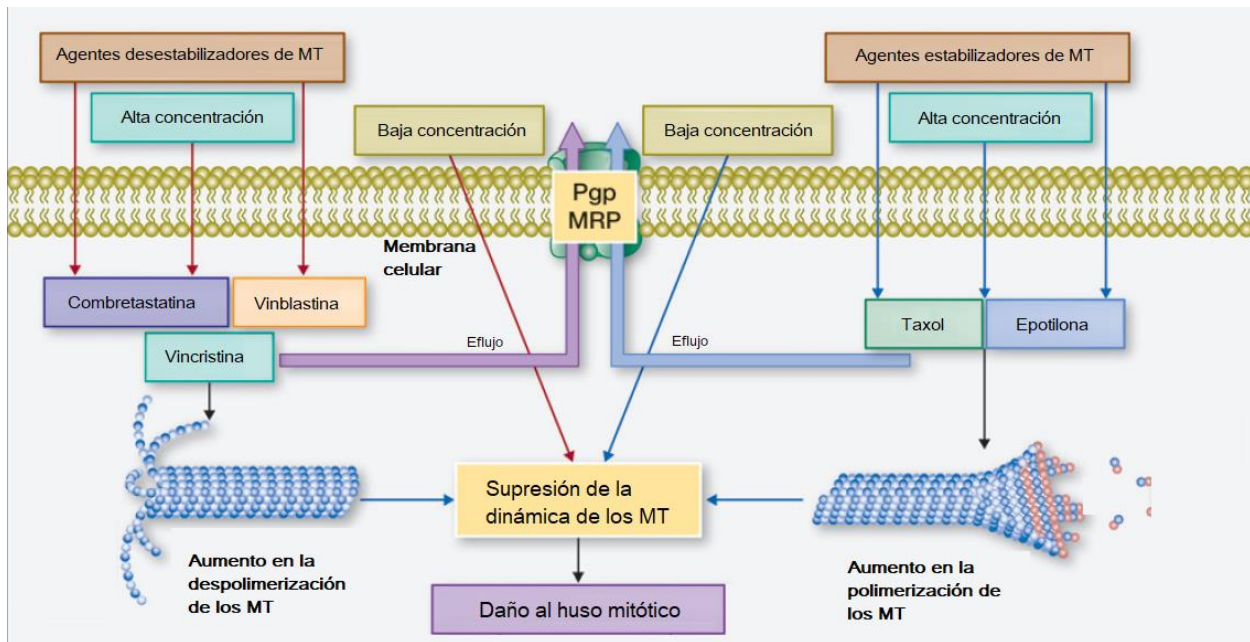 Agentes desestabilizadores de MT
Agentes estabilizadores de MT
Alta concentración
Alta concentración
Baja concentración
Baja concentración
Pgp
MRP
Membrana
celular
Combretastatina
Vinblastina
Vincristina
Eflujo
Eflujo
Taxol
Epotilona
Supresión de la
dinámica de los MT
Aumento en la
despolimerización
de los MT
Aumento en la
polimerización de
los MT
Daño al huso mitótico